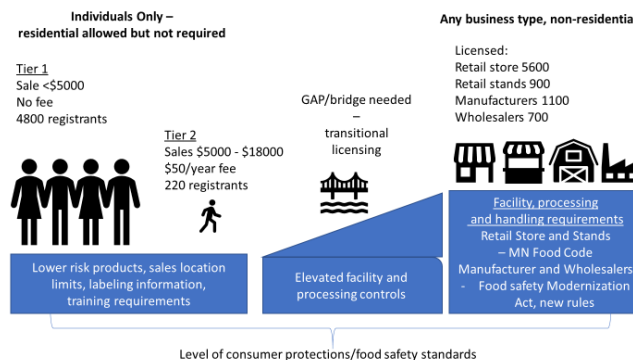 Individuals Only –
residential allowed but not required
Tier 1
Sale <$5000
No fee
4800 registrants
Tier 2
Sales $5000 - $18000
$50/year fee
220 registrants
Lower risk products, sales location
limits, labeling information,
training requirements
GAP/bridge needed
–
transitional
licensing
Elevated facility and
processing controls
Any business type, non-residential
Licensed:
Retail store 5600
Retail stands 900
Manufacturers 1100
Wholesalers 700
Facility, processing
and handling requirements
Retail Store and Stands
– MN Food Code
Manufacturer and Wholesalers
- Food safety Modernization
Act, new rules
Level of consumer protections/food safety standards